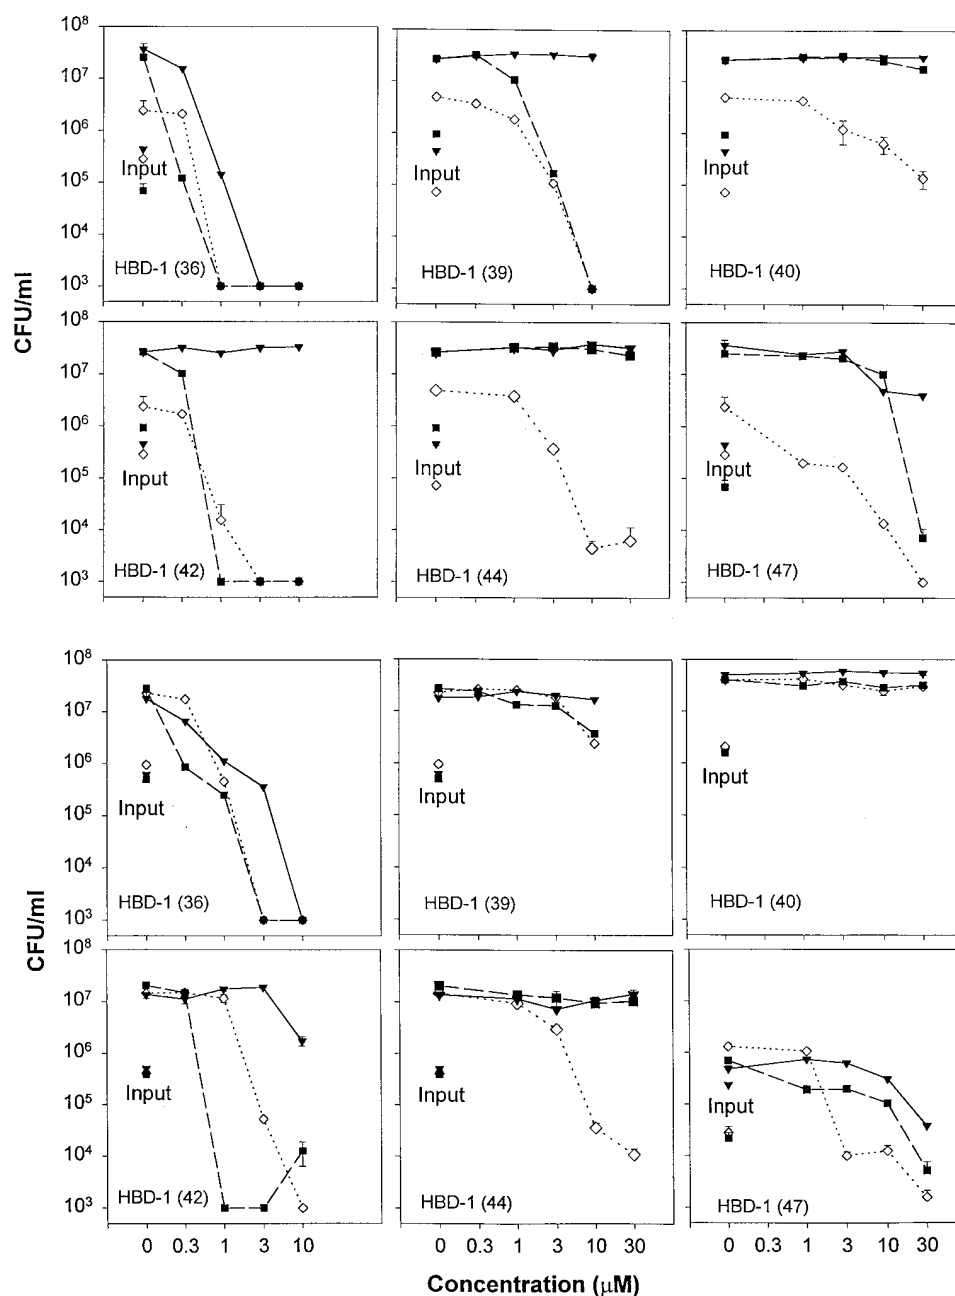 10⁸
10⁷
10⁶
10⁵
10⁴
10³
CFU/ml
Input
HBD-1 (36)
Input
HBD-1 (39)
Input
HBD-1 (40)
10⁸
10⁷
10⁶
10⁵
10⁴
10³
Input
HBD-1 (42)
Input
HBD-1 (44)
Input
HBD-1 (47)
10⁸
10⁷
10⁶
10⁵
10⁴
10³
CFU/ml
Input
HBD-1 (36)
Input
HBD-1 (39)
Input
HBD-1 (40)
10⁸
10⁷
10⁶
10⁵
10⁴
10³
Input
HBD-1 (42)
Input
HBD-1 (44)
Input
HBD-1 (47)
0 0.3 1 3 10
0 0.3 1 3 10 30
0 0.3 1 3 10 30
Concentration (μM)